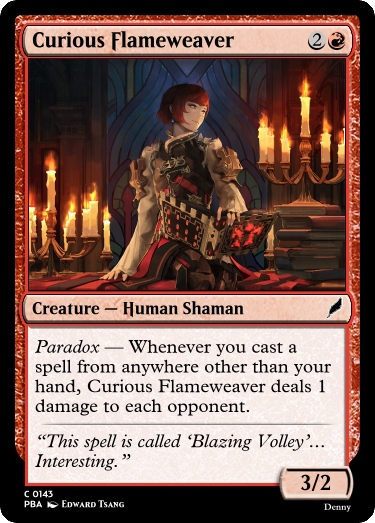 Curious Flameweaver 2
Creature — Human Shaman
Paradox — Whenever you cast a
spell from anywhere other than your
hand, Curious Flameweaver deals 1
damage to each opponent.
“This spell is called ‘Blazing Volley’...
Interesting.”
3/2
C 0143
PBA Edward Tsang
Denny